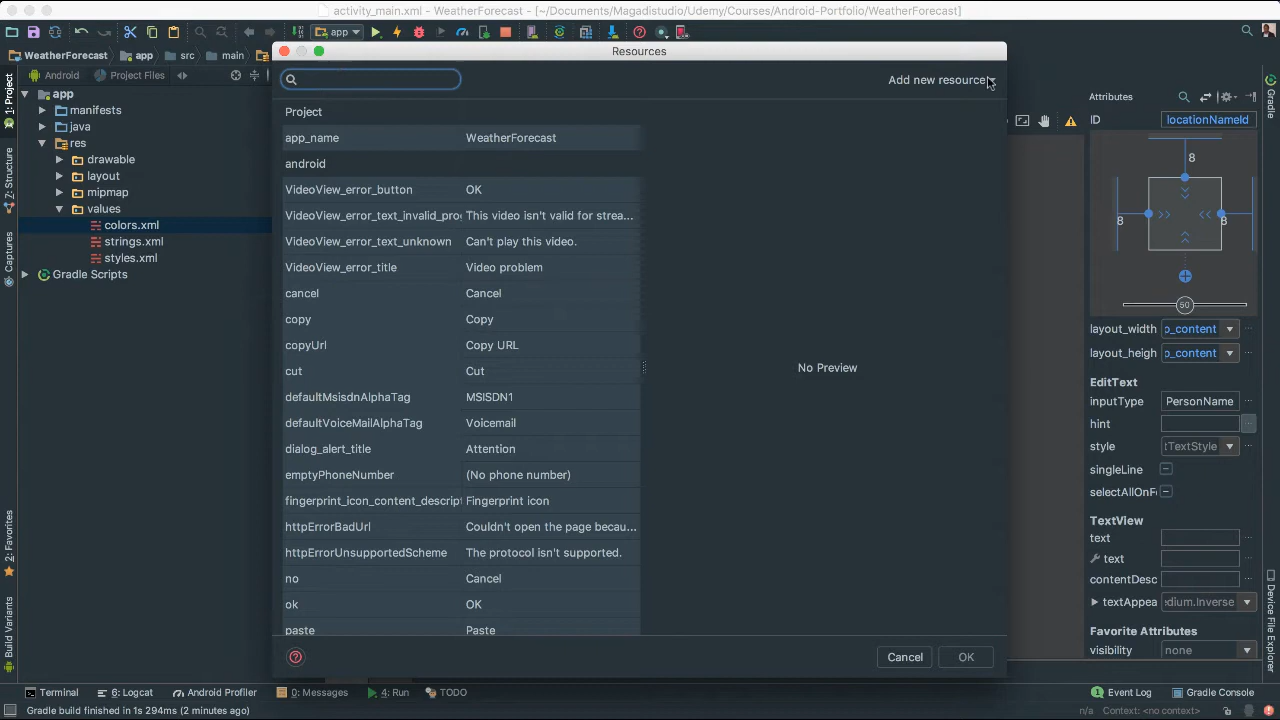 activity_main.xml - WeatherForecast - [~/Documents/Magadistudio/Udemy/Courses/Android-Portfolio/WeatherForecast]
app
WeatherForecast
app
src
main
Resources
Android
Project Files
Add new resource
1: Project
Z: Structure
Captures
2: Favorites
Build Variants
app
manifests
java
res
drawable
layout
mipmap
values
colors.xml
strings.xml
styles.xml
Gradle Scripts
Project
app_name WeatherForecast
android
VideoView_error_button OK
VideoView_error_text_invalid_prog This video isn't valid for strea...
VideoView_error_text_unknown Can't play this video.
VideoView_error_title Video problem
cancel Cancel
copy Copy
copyUrl Copy URL
cut Cut
defaultMsisdnAlphaTag MSISDN1
defaultVoiceMailAlphaTag Voicemail
dialog_alert_title Attention
emptyPhoneNumber (No phone number)
fingerprint_icon_content_descript Fingerprint icon
httpErrorBadUrl Couldn't open the page becau...
httpErrorUnsupportedScheme The protocol isn't supported.
no Cancel
ok OK
paste Paste
No Preview
Cancel
OK
Attributes
ID locationNameId
8
8
8
50
layout_width p_content
layout_heigh p_content
EditText
inputType PersonName
hint
style tTextStyle
singleLine
selectAllOnF
TextView
text
text
contentDesc
textAppea edium.Inverse
Favorite Attributes
visibility none
Gradle
Device File Explorer
Terminal
6: Logcat
Android Profiler
0: Messages
4: Run
TODO
Event Log
Gradle Console
Gradle build finished in 1s 294ms (2 minutes ago)
n/a
Context: <no context>